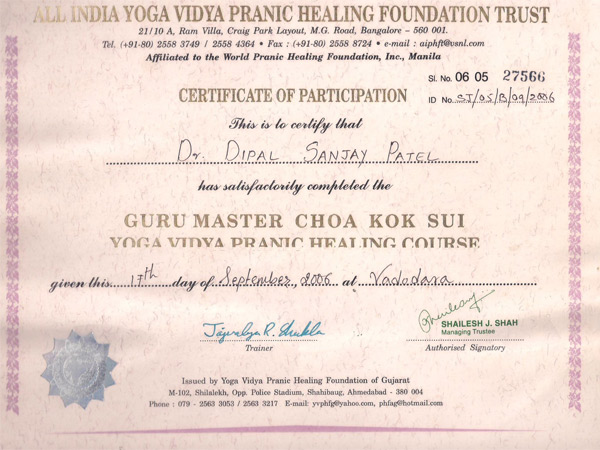 ALL INDIA YOGA VIDYA PRANIC HEALING FOUNDATION TRUST
21/10 A, Ram Villa, Craig Park Layout, M.G. Road, Bangalore - 560 001.
Tel. (+91-80) 2558 3749 / 2558 4364 • Fax : (+91-80) 2558 8724 • e-mail : aiphft@vsnl.com
Affiliated to the World Pranic Healing Foundation, Inc., Manila
Sl. No. 06 05 27566
CERTIFICATE OF PARTICIPATION
ID No. ST/05/B/09/2006
This is to certify that
Dr. DIPAL SANJAY PATEL
has satisfactorily completed the
GURU MASTER CHOA KOK SUI
YOGA VIDYA PRANIC HEALING COURSE
given this 17th day of September, 2006 at Vadodara
Jajvalya R. Shukla
SHAILESH J. SHAH
Managing Trustee
Trainer
Authorised Signatory
Issued by Yoga Vidya Pranic Healing Foundation of Gujarat
M-102, Shilalekh, Opp. Police Stadium, Shahibaug, Ahmedabad - 380 004
Phone : 079 - 2563 3053 / 2563 3217 E-mail: yvphfg@yahoo.com, phfag@hotmail.com